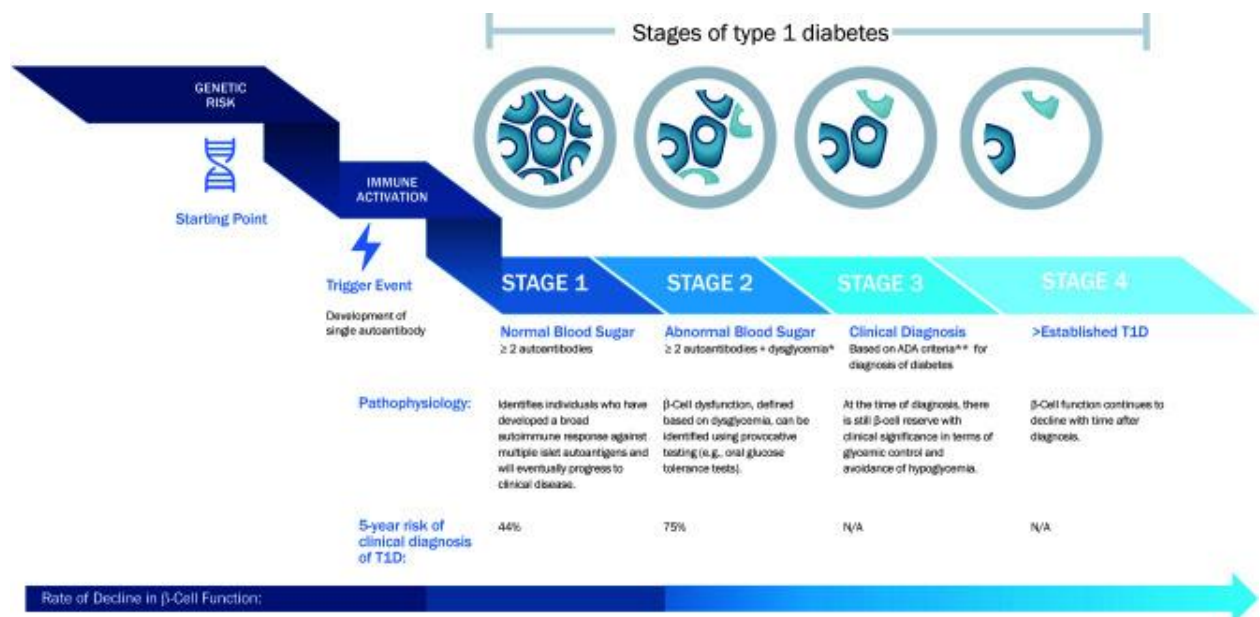 Stages of type 1 diabetes
GENETIC
RISK
Starting Point
IMMUNE
ACTIVATION
Trigger Event
Development of
single autoantibody
STAGE 1
Normal Blood Sugar
≥ 2 autoantibodies
STAGE 2
Abnormal Blood Sugar
≥ 2 autoantibodies + dysglycemia*
STAGE 3
Clinical Diagnosis
Based on ADA criteria** for
diagnosis of diabetes
STAGE 4
>Established T1D
Pathophysiology:
Identifies individuals who have
developed a broad
autoimmune response against
multiple islet autoantigens and
will eventually progress to
clinical disease.
β-Cell dysfunction, defined
based on dysglycemia, can be
identified using provocative
testing (e.g., oral glucose
tolerance tests).
At the time of diagnosis, there
is still β-cell reserve with
clinical significance in terms of
glycemic control and
avoidance of hypoglycemia.
β-Cell function continues to
decline with time after
diagnosis.
5-year risk of
clinical diagnosis
of T1D:
44%
75%
N/A
N/A
Rate of Decline in β-Cell Function: